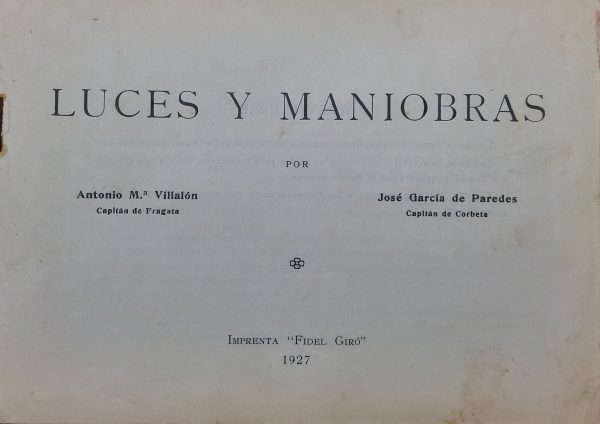 LUCES Y MANIOBRAS
POR
Antonio M.ª Villalón
Capitán de Fragata
José García de Paredes
Capitán de Corbeta
IMPRENTA "FIDEL GIRÓ"
1927